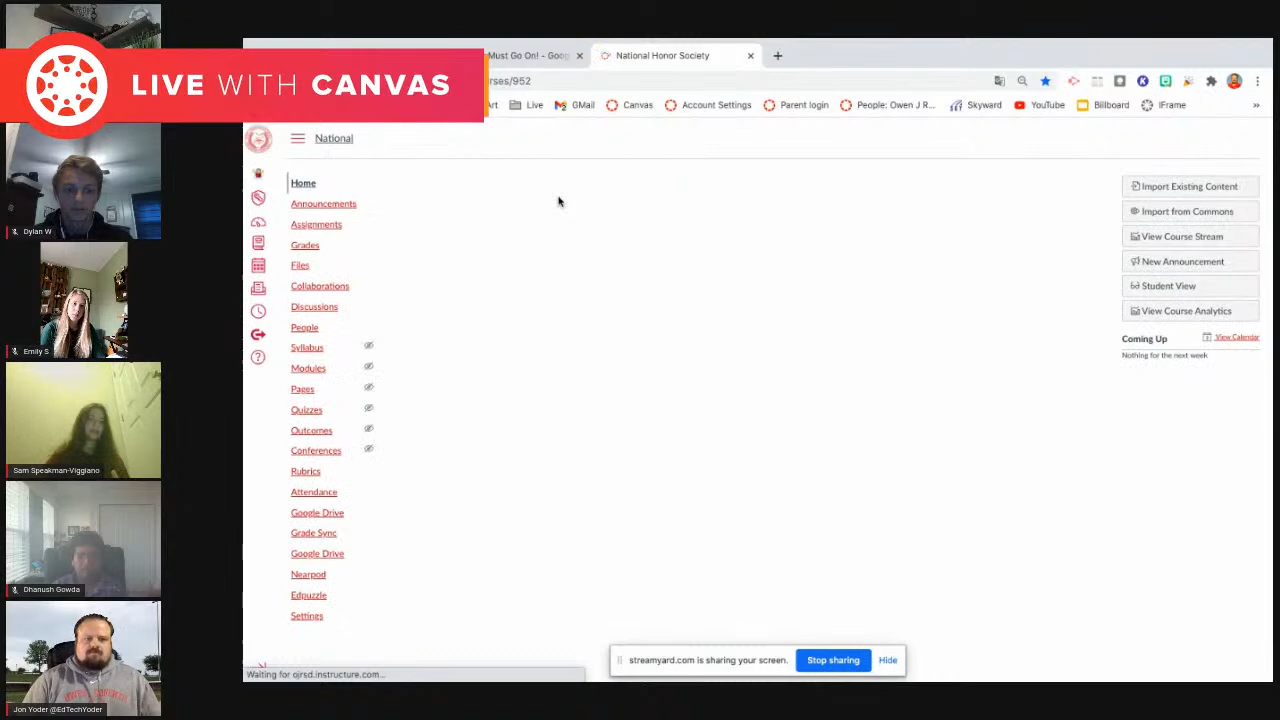 LIVE WITH CANVAS
Dylan W
Emily S
Sam Speakman-Viggiano
Dhanush Gowda
Jon Yoder @EdTechYoder
Must Go On! - Goog
National Honor Society
rses/952
Art
Live
GMail
Canvas
Account Settings
Parent login
People: Owen J R...
Skyward
YouTube
Billboard
IFrame
»
National
Home
Announcements
Assignments
Grades
Files
Collaborations
Discussions
People
Syllabus
Modules
Pages
Quizzes
Outcomes
Conferences
Rubrics
Attendance
Google Drive
Grade Sync
Google Drive
Nearpod
Edpuzzle
Settings
Import Existing Content
Import from Commons
View Course Stream
New Announcement
Student View
View Course Analytics
Coming Up
View Calendar
Nothing for the next week
streamyard.com is sharing your screen.
Stop sharing
Hide
Waiting for ojrsd.instructure.com...